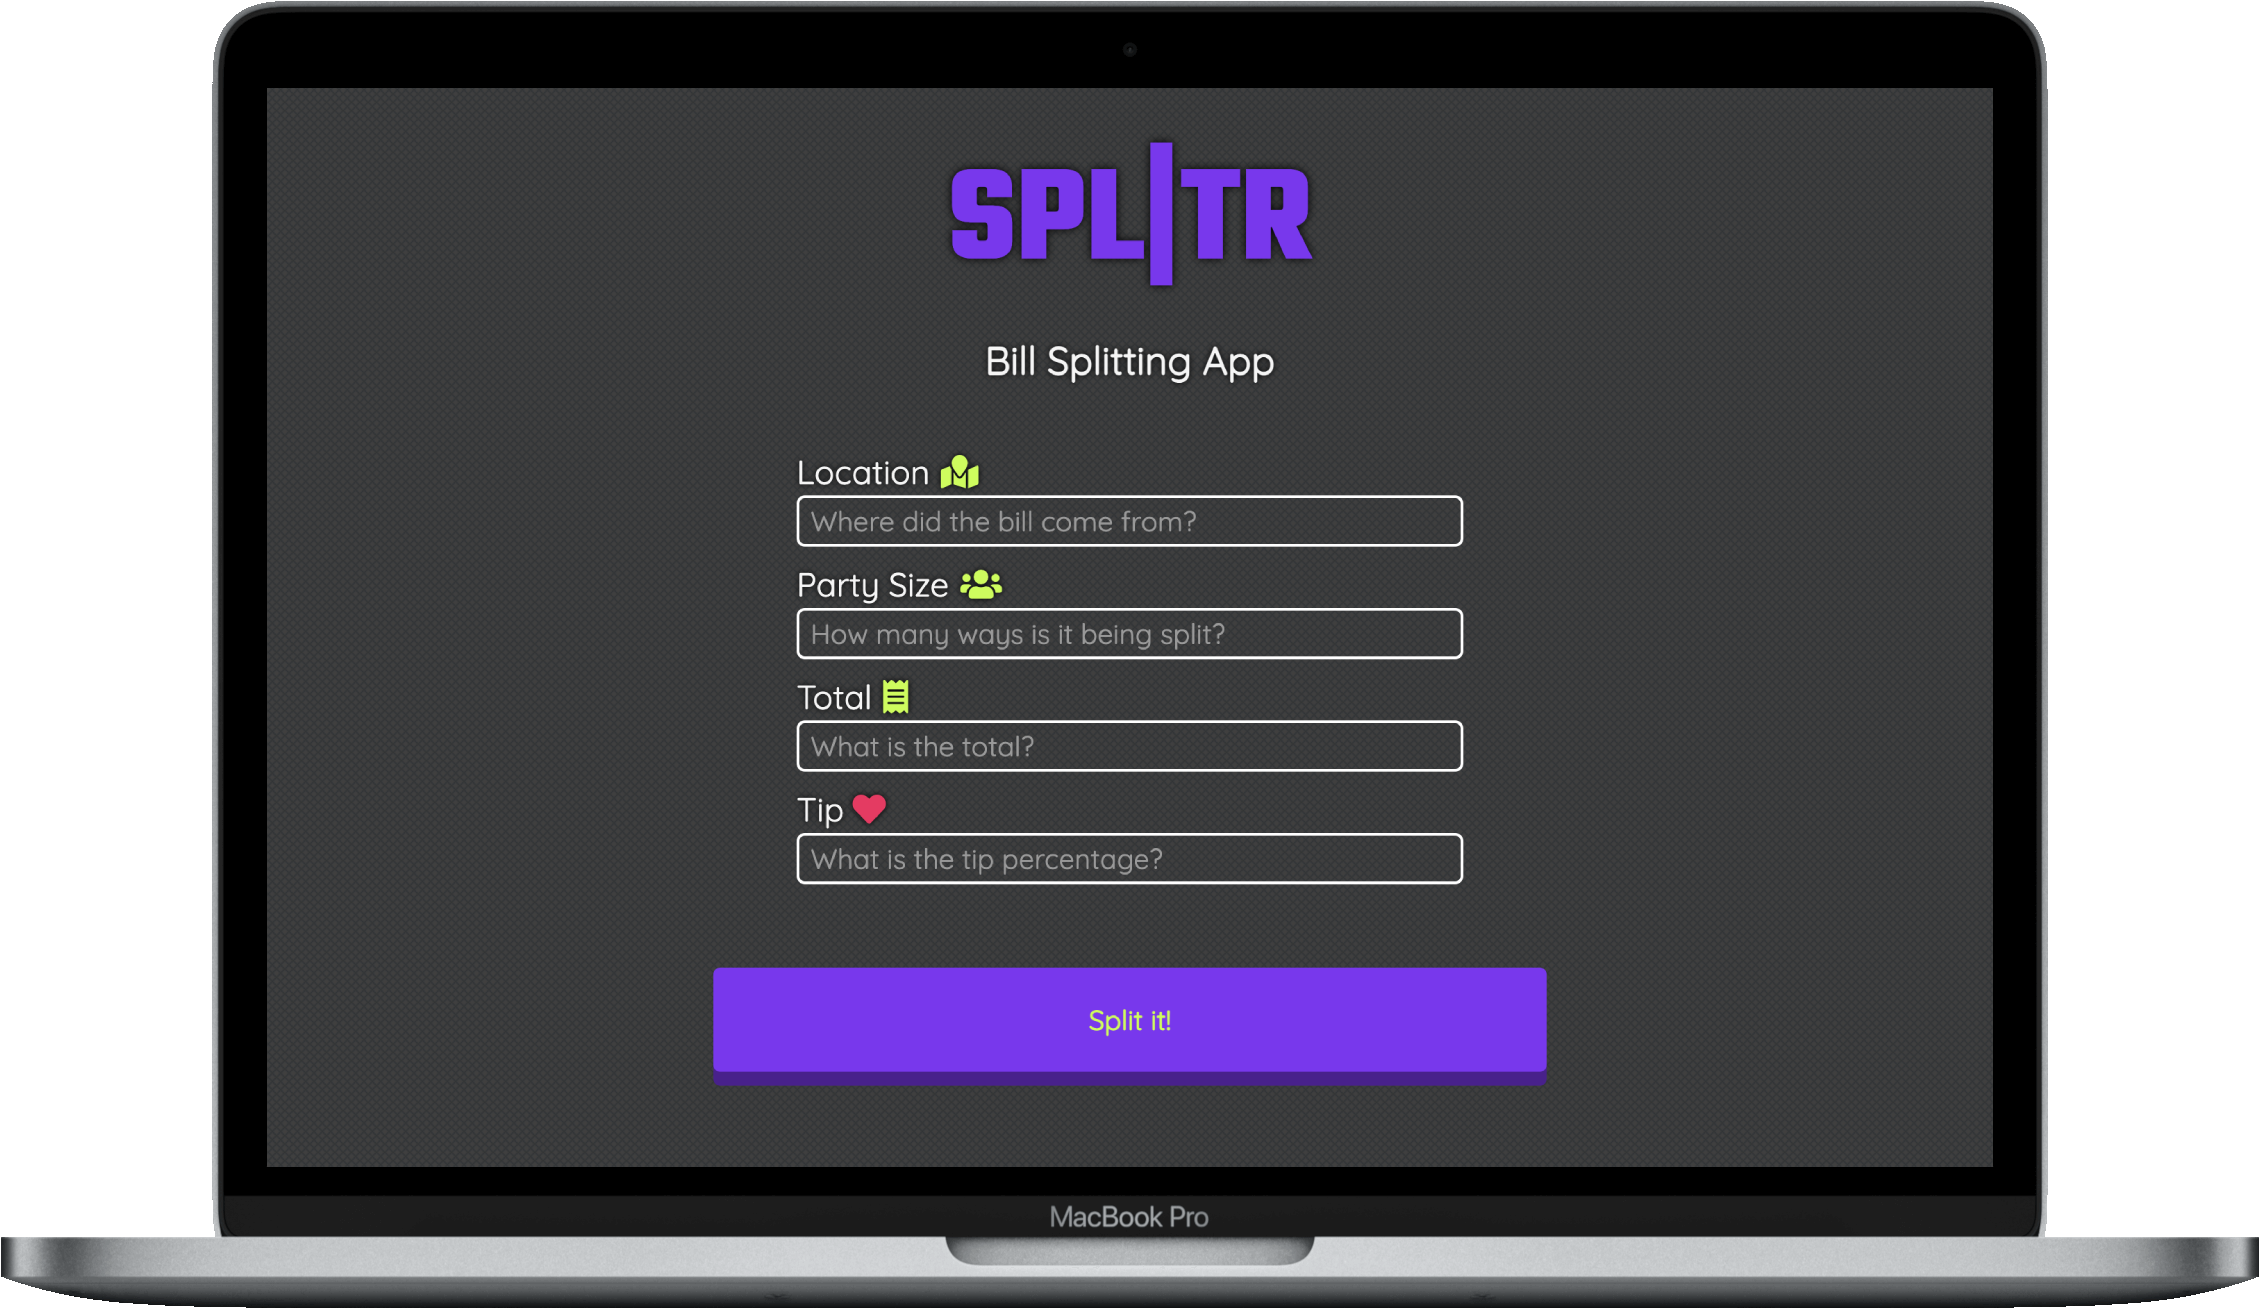 SPL|TR
Bill Splitting App
Location
Where did the bill come from?
Party Size
How many ways is it being split?
Total
What is the total?
Tip
What is the tip percentage?
Split it!
MacBook Pro